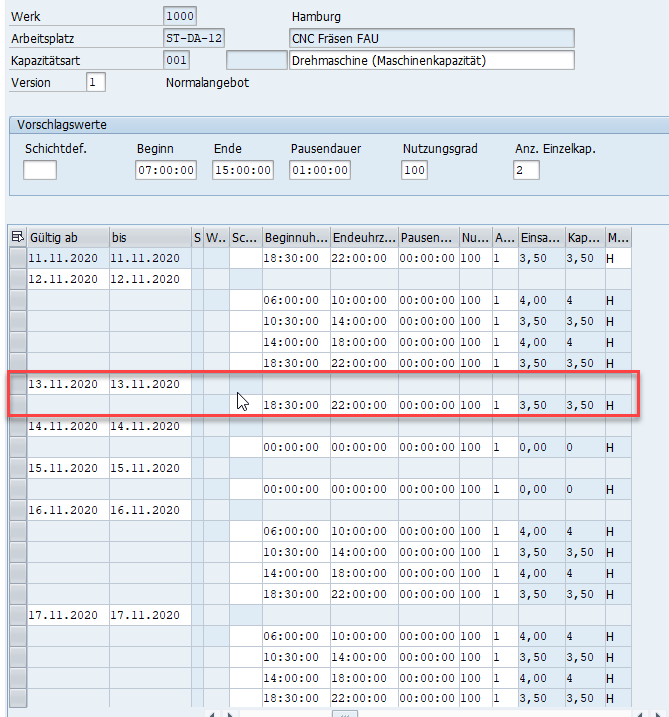 Werk 1000 Hamburg
Arbeitsplatz ST-DA-12 CNC Fräsen FAU
Kapazitätsart 001 Drehmaschine (Maschinenkapazität)
Version 1 Normalangebot
Vorschlagswerte
Schichtdef. Beginn Ende Pausendauer Nutzungsgrad Anz. Einzelkap.
07:00:00 15:00:00 01:00:00 100 2
Gültig ab bis S W... Sc... Beginnuh... Endeuhrz... Pausen... Nu... A... Einsa... Kap... M...
11.11.2020 11.11.2020 18:30:00 22:00:00 00:00:00 100 1 3,50 3,50 H
12.11.2020 12.11.2020
06:00:00 10:00:00 00:00:00 100 1 4,00 4 H
10:30:00 14:00:00 00:00:00 100 1 3,50 3,50 H
14:00:00 18:00:00 00:00:00 100 1 4,00 4 H
18:30:00 22:00:00 00:00:00 100 1 3,50 3,50 H
13.11.2020 13.11.2020
18:30:00 22:00:00 00:00:00 100 1 3,50 3,50 H
14.11.2020 14.11.2020
00:00:00 00:00:00 00:00:00 100 1 0,00 0 H
15.11.2020 15.11.2020
00:00:00 00:00:00 00:00:00 100 1 0,00 0 H
16.11.2020 16.11.2020
06:00:00 10:00:00 00:00:00 100 1 4,00 4 H
10:30:00 14:00:00 00:00:00 100 1 3,50 3,50 H
14:00:00 18:00:00 00:00:00 100 1 4,00 4 H
18:30:00 22:00:00 00:00:00 100 1 3,50 3,50 H
17.11.2020 17.11.2020
06:00:00 10:00:00 00:00:00 100 1 4,00 4 H
10:30:00 14:00:00 00:00:00 100 1 3,50 3,50 H
14:00:00 18:00:00 00:00:00 100 1 4,00 4 H
18:30:00 22:00:00 00:00:00 100 1 3,50 3,50 H